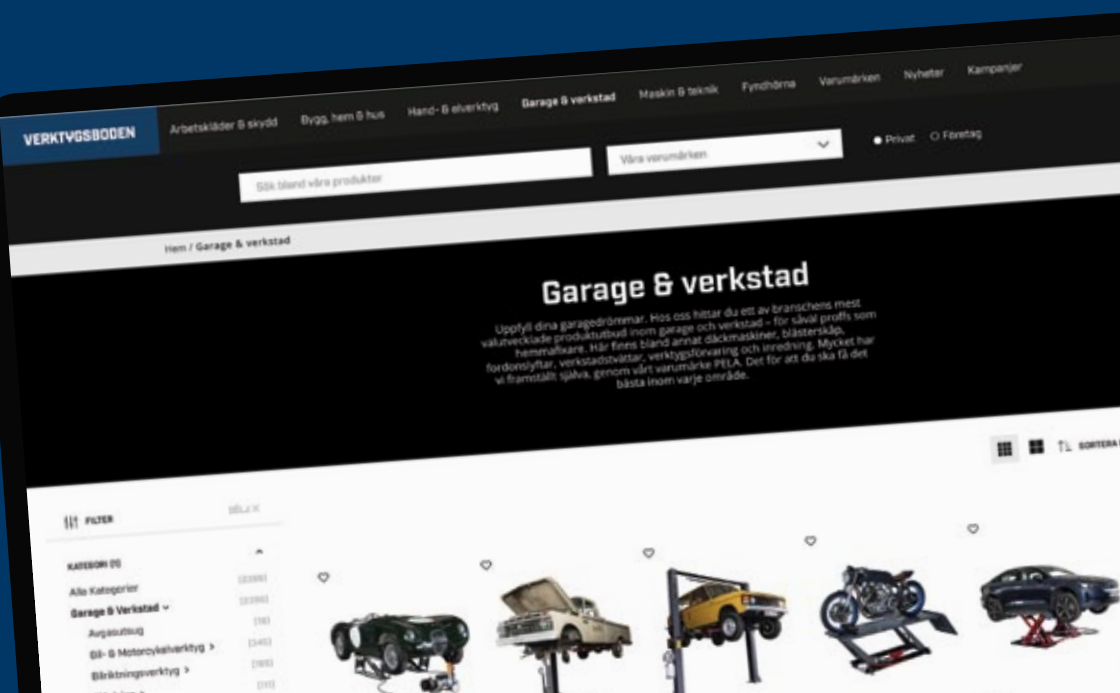 VERKTYGSBODEN
Arbetskläder & skydd Bygg, hem & hus Hand- & elverktyg Garage & verkstad Maskin & teknik Fyndhörna Varumärken Nyheter Kampanjer
Sök bland våra produkter
Våra varumärken
Privat Företag
Hem / Garage & verkstad
Garage & verkstad
Uppfyll dina garagedrömmar. Hos oss hittar du ett av branschens mest
valutvecklade produktutbud inom garage och verkstad – för såväl proffs som
hemmafixare. Här finns bland annat däckmaskiner, blästerskåp,
fordonslyftar, verkstadstvättar, verktygsförvaring och inredning. Mycket har
vi framställt själva, genom vårt varumärke PELA. Det för att du ska få det
bästa inom varje område.
SORTERA
FILTER
KATEGORI (1)
Alla Kategorier
Garage & Verkstad
Avgasutsug
Bil- & Motorcykelverktyg
Bilriktningsverktyg